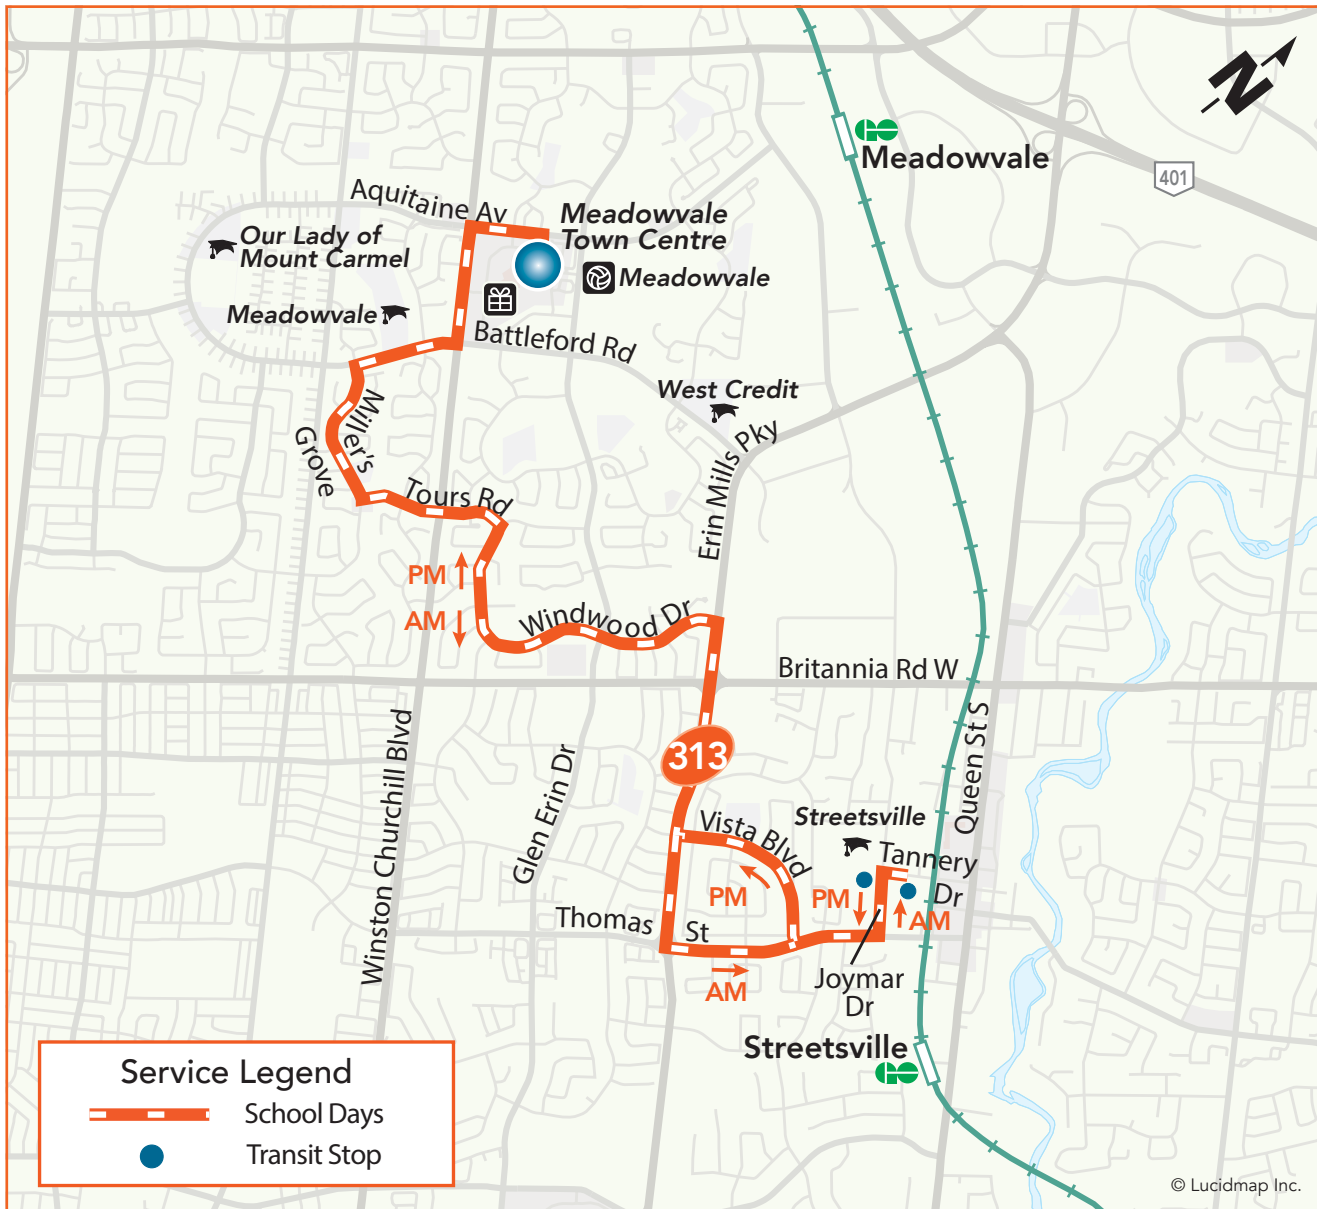 N
Meadowvale
401
Aquitaine Av
Meadowvale
Town Centre
Our Lady of
Mount Carmel
Meadowvale
Meadowvale
Battleford Rd
West Credit
Miller's
Grove
Erin Mills Pky
Tours Rd
PM
AM
Windwood Dr
Britannia Rd W
Queen St S
Winston Churchill Blvd
313
Glen Erin Dr
Vista Blvd
Streetsville
Tannery
Dr
PM
PM
AM
Thomas St
AM
Joymar
Dr
Streetsville
Service Legend
School Days
Transit Stop
© Lucidmap Inc.